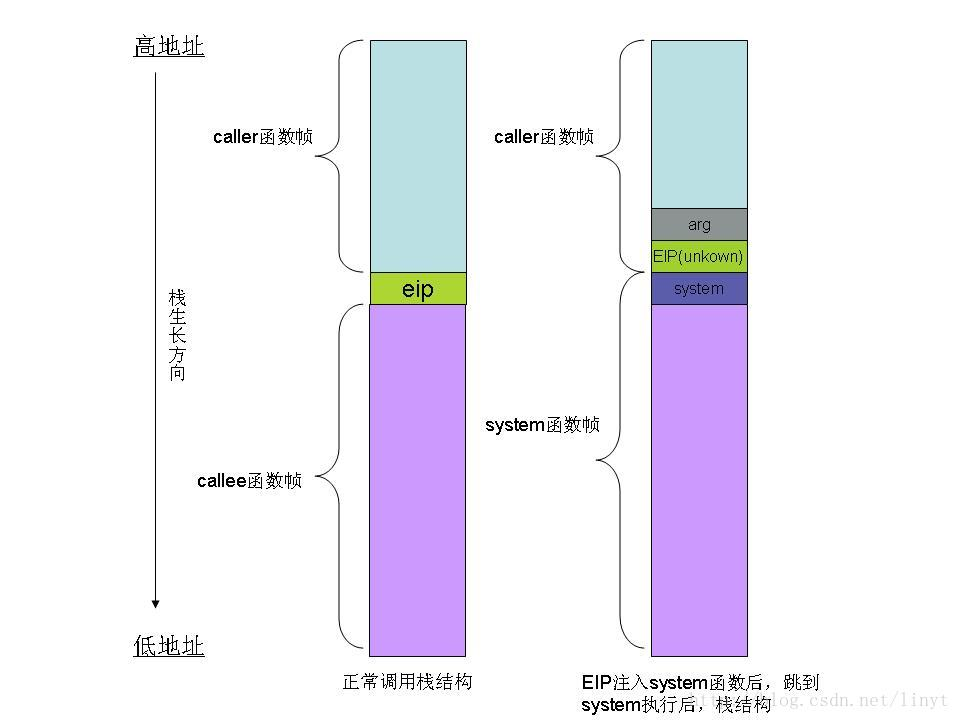 高地址
caller函数帧
caller函数帧
arg
EIP(unkown)
eip
system
栈生长方向
system函数帧
callee函数帧
低地址
正常调用栈结构
EIP注入system函数后，跳到
system执行后，栈结构
http://blog.csdn.net/linyt